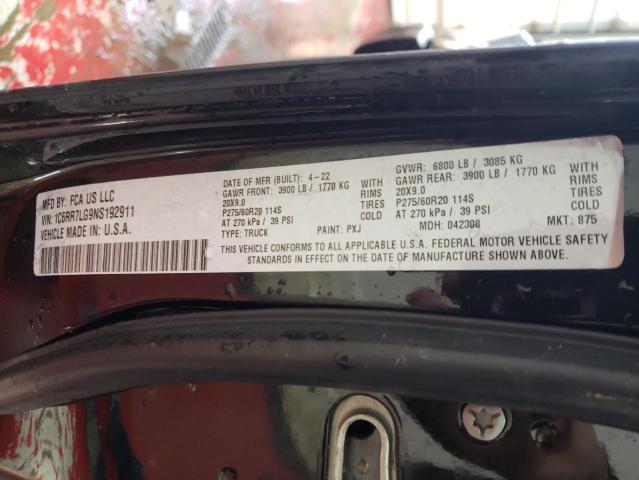 MFD BY: FCA US LLC
VIN: 1C6RR7LG9NS192911
VEHICLE MADE IN: U.S.A.
DATE OF MFR (BUILT): 4-22
GAWR FRONT: 3900 LB / 1770 KG WITH
20X9.0 RIMS
P275/60R20 114S TIRES
AT 270 kPa / 39 PSI COLD
TYPE: TRUCK PAINT: PXJ
GVWR: 6800 LB / 3085 KG
GAWR REAR: 3900 LB / 1770 KG WITH
20X9.0 RIMS
P275/60R20 114S TIRES
AT 270 kPa / 39 PSI COLD
MDH: 042308 MKT: 875
THIS VEHICLE CONFORMS TO ALL APPLICABLE U.S.A. FEDERAL MOTOR VEHICLE SAFETY
STANDARDS IN EFFECT ON THE DATE OF MANUFACTURE SHOWN ABOVE.